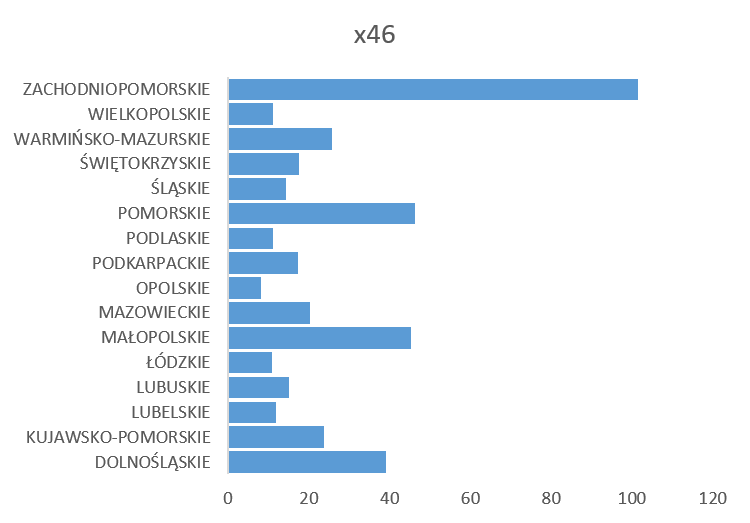 x46
ZACHODNIOPOMORSKIE
WIELKOPOLSKIE
WARMIŃSKO-MAZURSKIE
ŚWIĘTOKRZYSKIE
ŚLĄSKIE
POMORSKIE
PODLASKIE
PODKARPACKIE
OPOLSKIE
MAZOWIECKIE
MAŁOPOLSKIE
ŁÓDZKIE
LUBUSKIE
LUBELSKIE
KUJAWSKO-POMORSKIE
DOLNOŚLĄSKIE
0 20 40 60 80 100 120